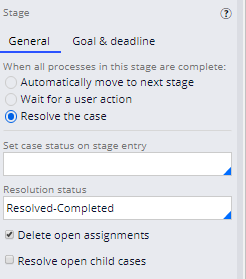 Stage
General Goal & deadline
When all processes in this stage are complete:
Automatically move to next stage
Wait for a user action
Resolve the case
Set case status on stage entry
Resolution status
Resolved-Completed
Delete open assignments
Resolve open child cases